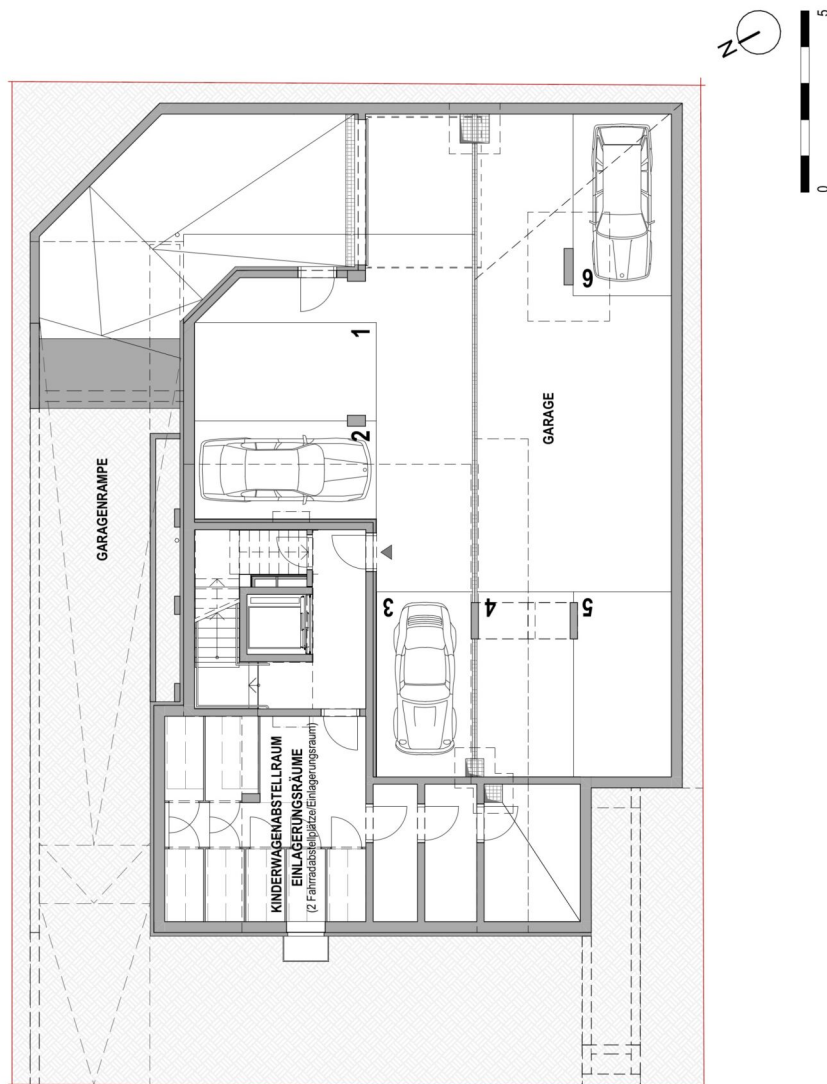 N
5
0
1
2
3
4
5
6
GARAGE
GARAGENRAMPE
KINDERWAGENABSTELLRAUM
EINLAGERUNGSRÄUME
(2 Fahrradabstellplätze/Einlagerungsraum)